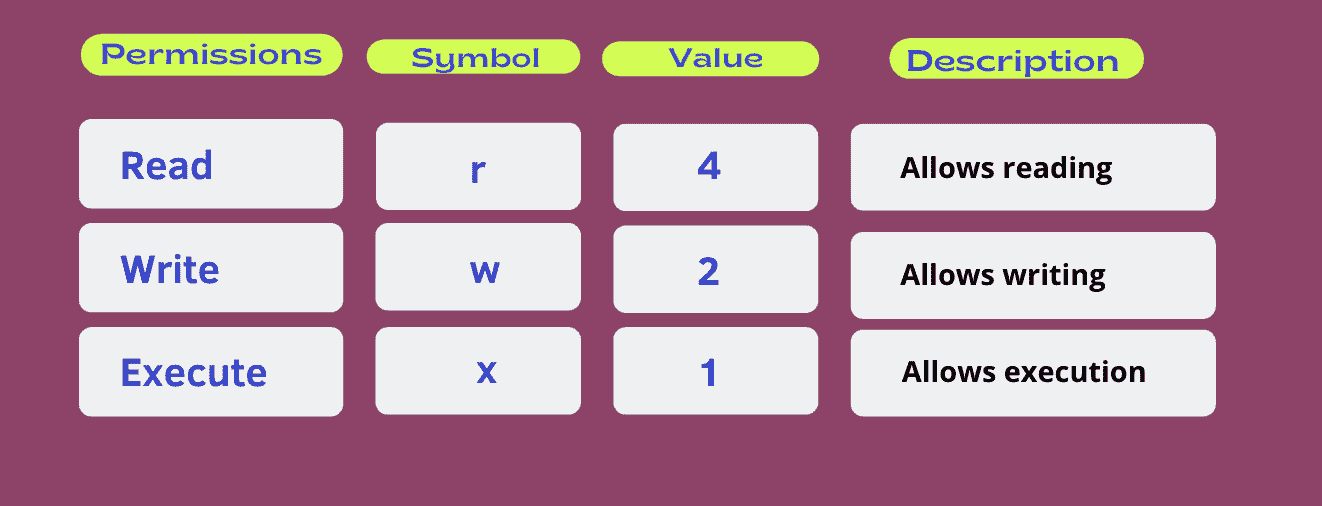 Permissions Symbol Value Description
Read r 4 Allows reading
Write w 2 Allows writing
Execute x 1 Allows execution